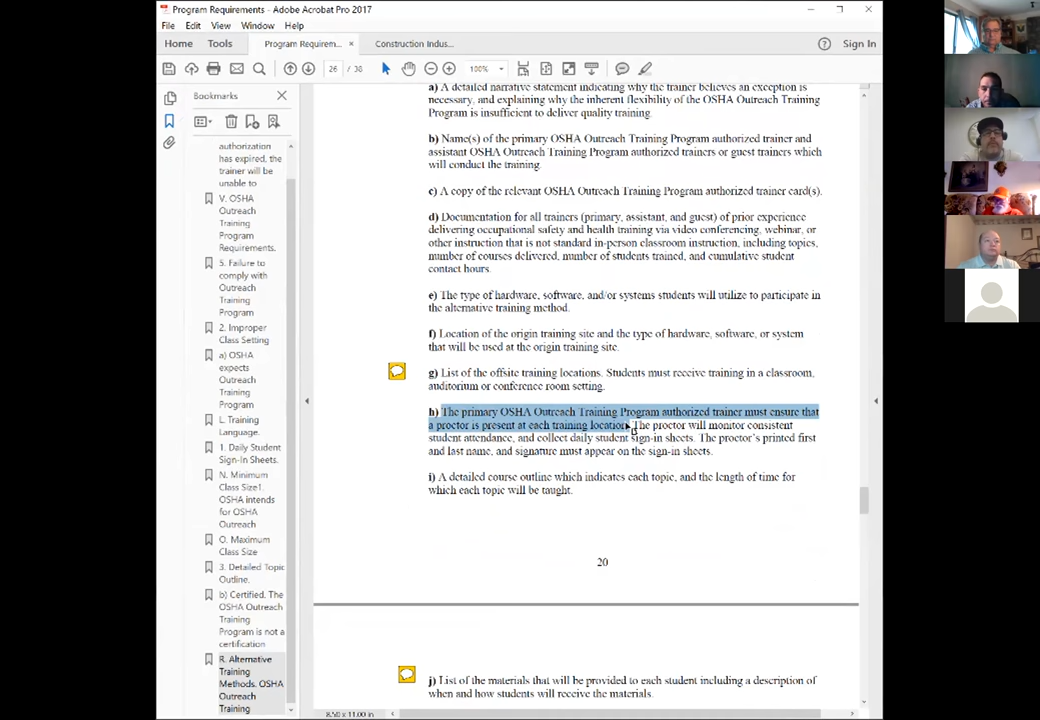 Program Requirements - Adobe Acrobat Pro 2017
File Edit View Window Help
Home Tools Program Requirem... × Construction Indus... Sign In
26 / 38 100%
Bookmarks
authorization
has expired, the
trainer will be
unable to
V. OSHA
Outreach
Training
Program
Requirements.
5. Failure to
comply with
Outreach
Training
Program
2. Improper
Class Setting
a) OSHA
expects
Outreach
Training
Program
L. Training
Language.
1. Daily Student
Sign-In Sheets.
N. Minimum
Class Size1.
OSHA intends
for OSHA
Outreach
O. Maximum
Class Size
3. Detailed Topic
Outline.
b) Certified. The
OSHA Outreach
Training
Program is not a
certification
R. Alternative
Training
Methods. OSHA
Outreach
Training
a) A detailed narrative statement indicating why the trainer believes an exception is
necessary, and explaining why the inherent flexibility of the OSHA Outreach Training
Program is insufficient to deliver quality training.
b) Name(s) of the primary OSHA Outreach Training Program authorized trainer and
assistant OSHA Outreach Training Program authorized trainers or guest trainers which
will conduct the training.
c) A copy of the relevant OSHA Outreach Training Program authorized trainer card(s).
d) Documentation for all trainers (primary, assistant, and guest) of prior experience
delivering occupational safety and health training via video conferencing, webinar, or
other instruction that is not standard in-person classroom instruction, including topics,
number of courses delivered, number of students trained, and cumulative student
contact hours.
e) The type of hardware, software, and/or systems students will utilize to participate in
the alternative training method.
f) Location of the origin training site and the type of hardware, software, or system
that will be used at the origin training site.
g) List of the offsite training locations. Students must receive training in a classroom,
auditorium or conference room setting.
h) The primary OSHA Outreach Training Program authorized trainer must ensure that
a proctor is present at each training location. The proctor will monitor consistent
student attendance, and collect daily student sign-in sheets. The proctor's printed first
and last name, and signature must appear on the sign-in sheets.
i) A detailed course outline which indicates each topic, and the length of time for
which each topic will be taught.
20
j) List of the materials that will be provided to each student including a description of
when and how students will receive the materials.
8.50 x 11.00 in